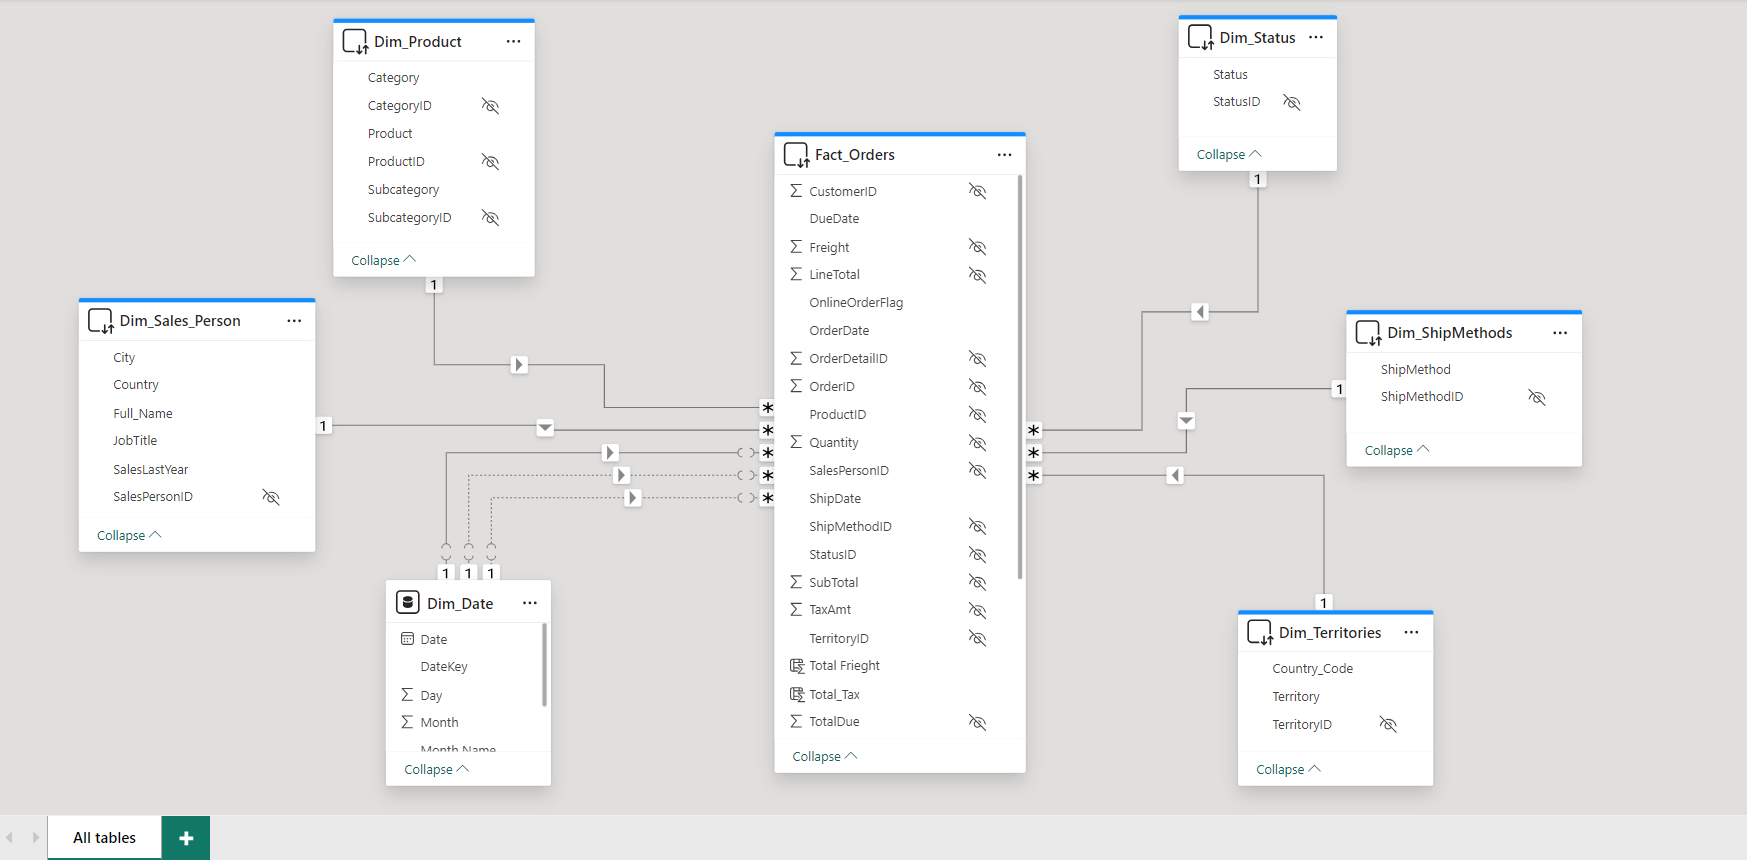 Dim_Product
Category
CategoryID
Product
ProductID
Subcategory
SubcategoryID
Collapse
1
Dim_Status
Status
StatusID
Collapse
1
Fact_Orders
CustomerID
DueDate
Freight
LineTotal
OnlineOrderFlag
OrderDate
OrderDetailID
OrderID
ProductID
Quantity
SalesPersonID
ShipDate
ShipMethodID
StatusID
SubTotal
TaxAmt
TerritoryID
Total Frieght
Total_Tax
TotalDue
Collapse
Dim_Sales_Person
City
Country
Full_Name
JobTitle
SalesLastYear
SalesPersonID
Collapse
1
Dim_ShipMethods
ShipMethod
ShipMethodID
Collapse
1
* * * * *
* * *
1 1 1
Dim_Date
Date
DateKey
Day
Month
Month Name
Collapse
1
Dim_Territories
Country_Code
Territory
TerritoryID
Collapse
All tables